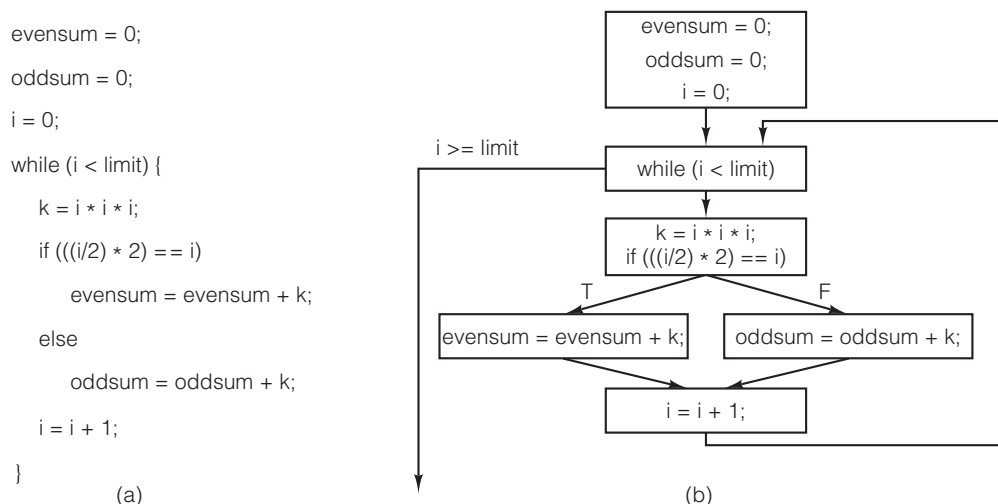 evensum = 0;
oddsum = 0;
i = 0;
while (i < limit) {
k = i * i * i;
if (((i/2) * 2) == i)
evensum = evensum + k;
else
oddsum = oddsum + k;
i = i + 1;
}
(a)
evensum = 0;
oddsum = 0;
i = 0;
i >= limit
while (i < limit)
k = i * i * i;
if (((i/2) * 2) == i)
T
F
evensum = evensum + k;
oddsum = oddsum + k;
i = i + 1;
(b)